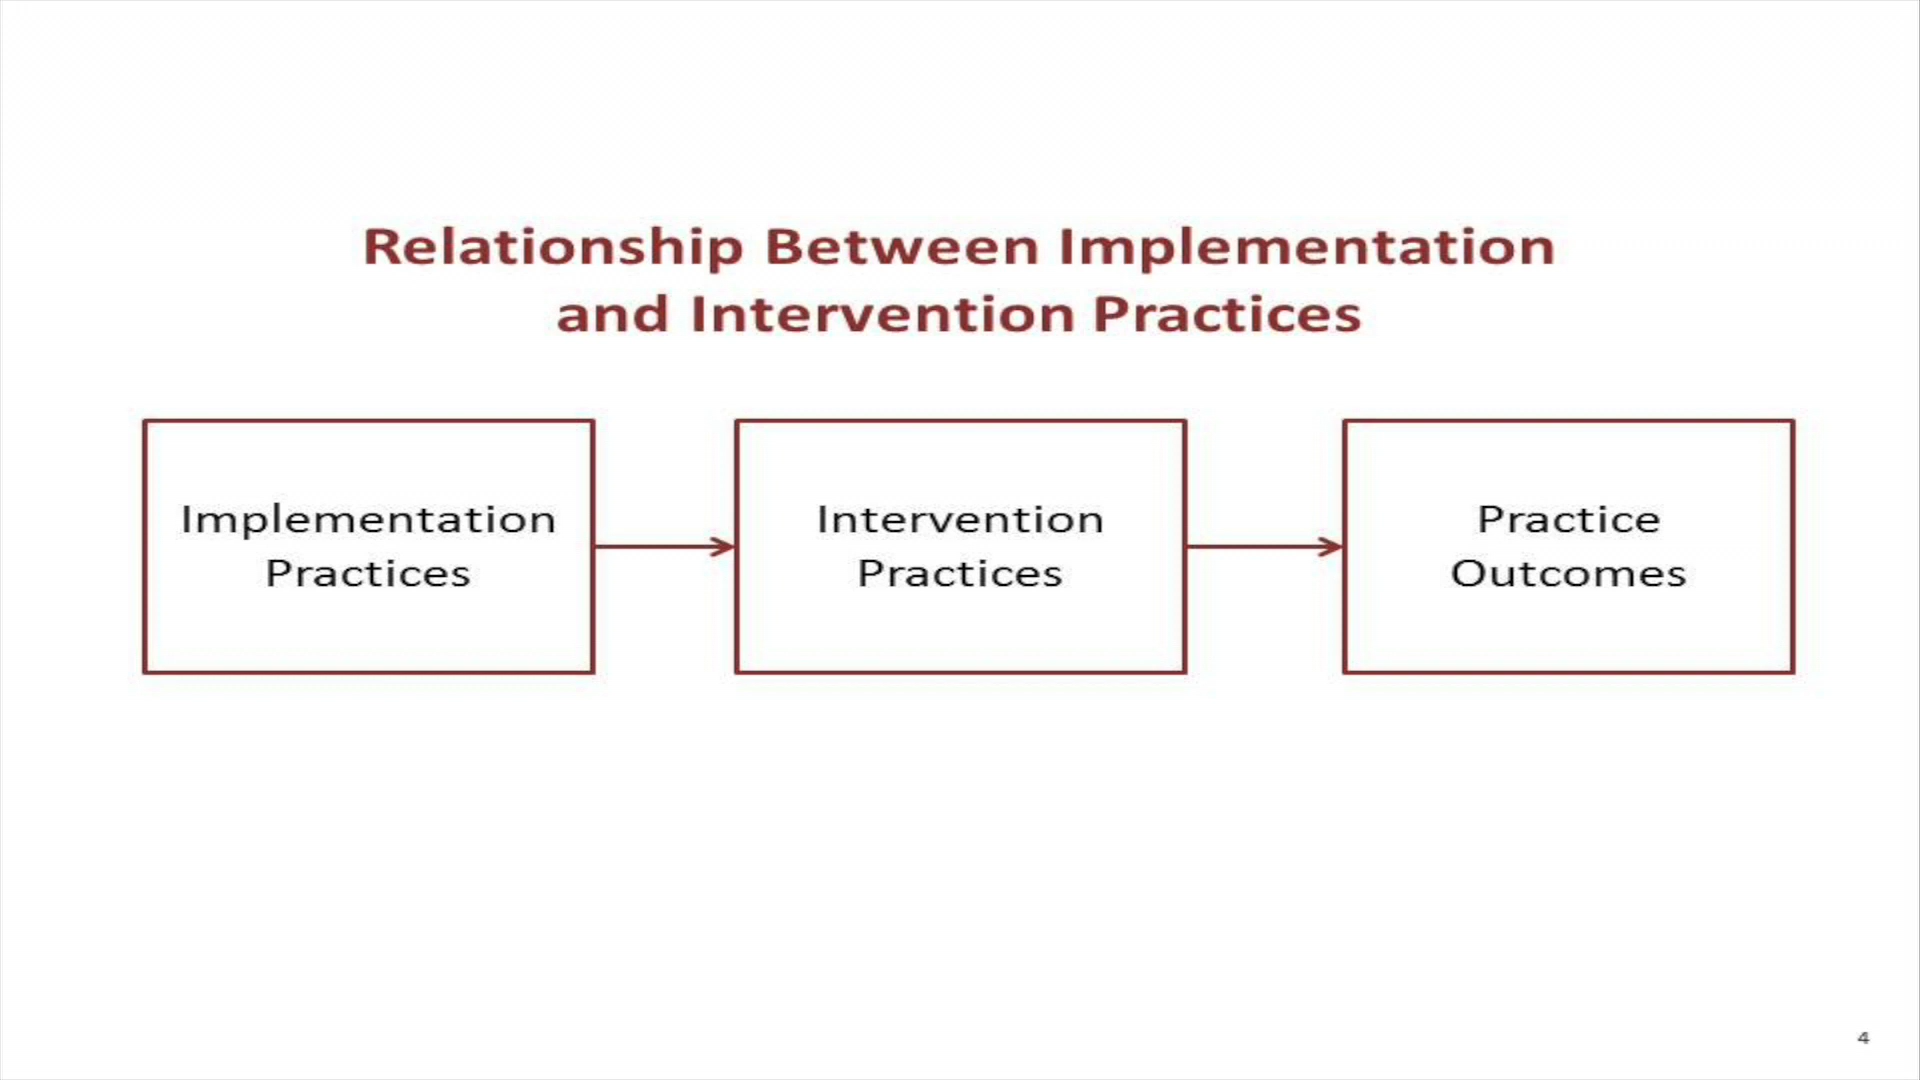 Relationship Between Implementation
and Intervention Practices
Implementation
Practices
Intervention
Practices
Practice
Outcomes
4